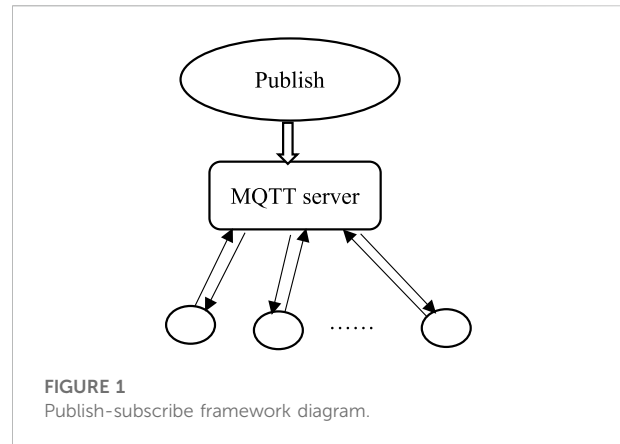 Publish
MQTT server
......
FIGURE 1
Publish-subscribe framework diagram.